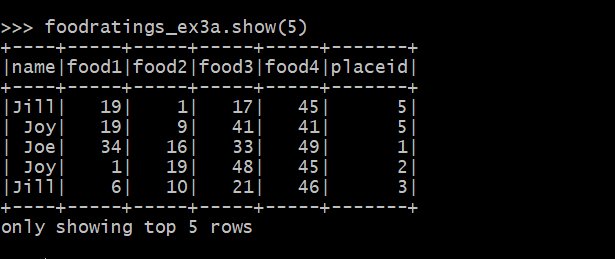 >>> foodratings_ex3a.show(5)
+----+-----+-----+-----+-----+-------+
|name|food1|food2|food3|food4|placeid|
+----+-----+-----+-----+-----+-------+
|Jill|   19|    1|   17|   45|      5|
| Joy|   19|    9|   41|   41|      5|
| Joe|   34|   16|   33|   49|      1|
| Joy|    1|   19|   48|   45|      2|
|Jill|    6|   10|   21|   46|      3|
+----+-----+-----+-----+-----+-------+
only showing top 5 rows